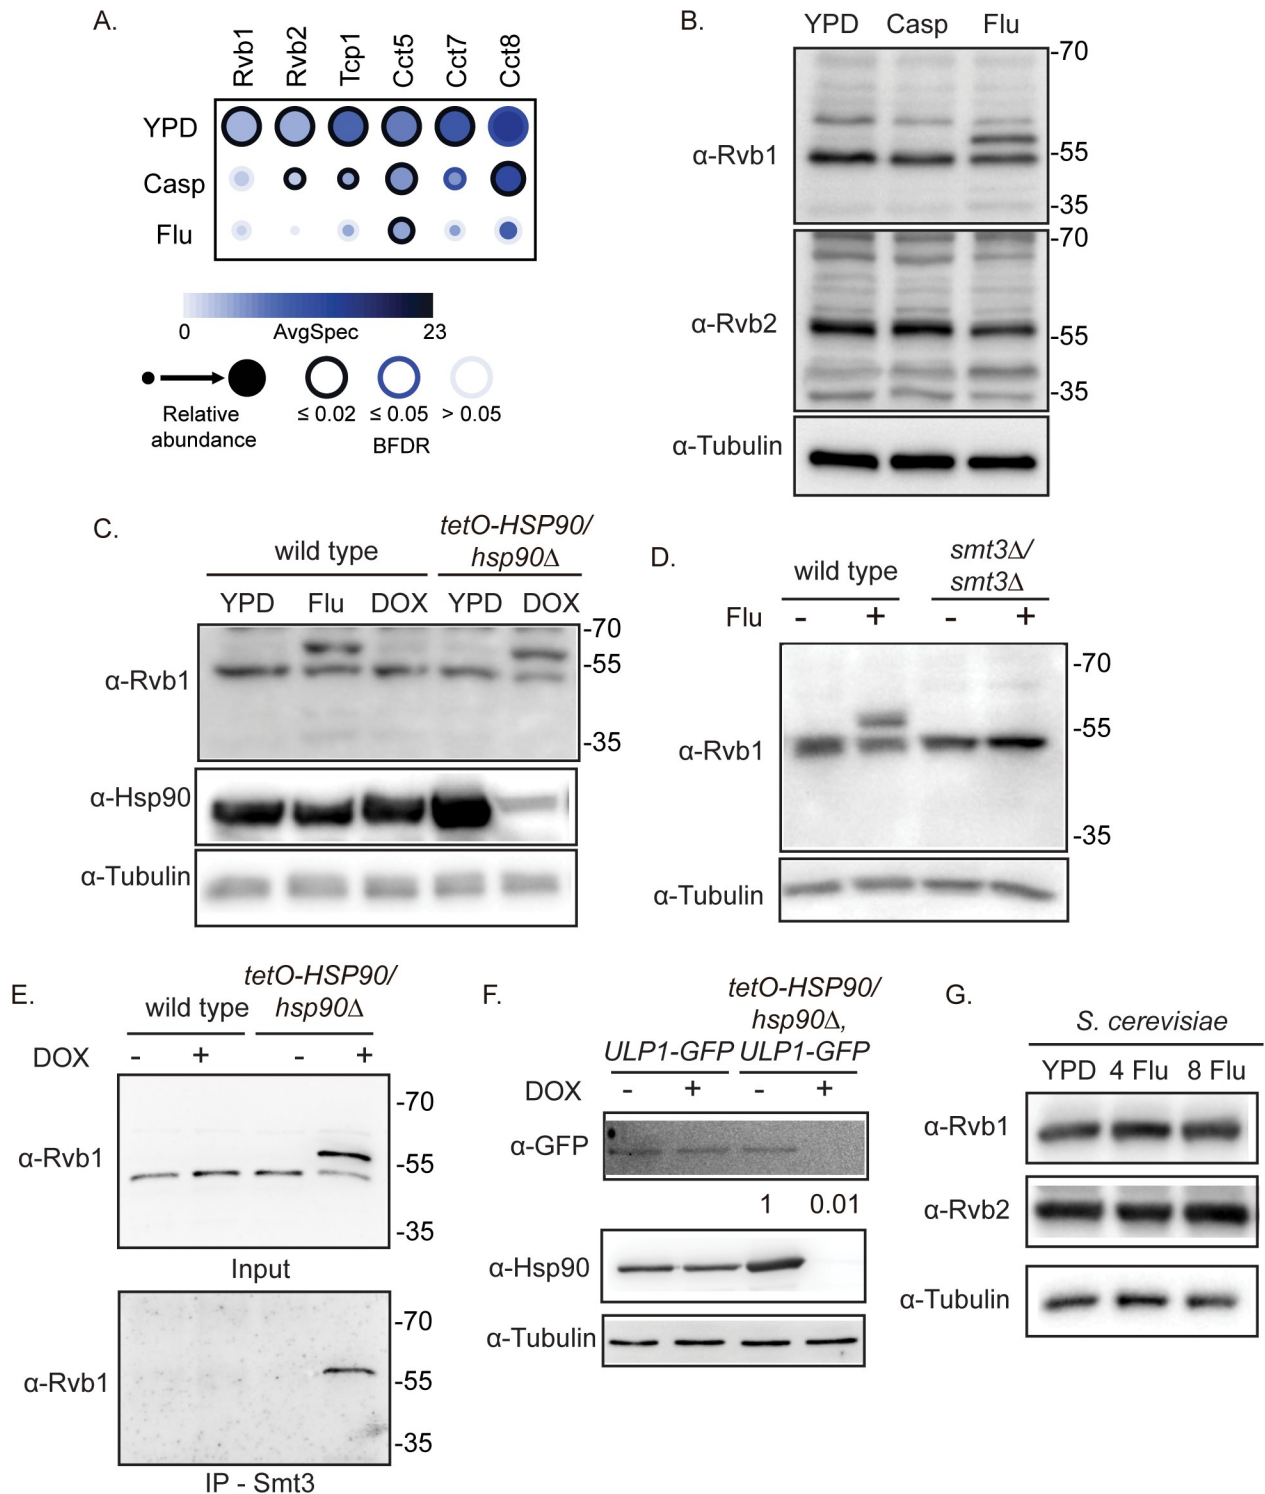 A.
Rvb1
Rvb2
Tcp1
Cct5
Cct7
Cct8
YPD
Casp
Flu
0 AvgSpec 23
Relative
abundance
≤ 0.02 ≤ 0.05 > 0.05
BFDR
B.
YPD Casp Flu
α-Rvb1
-70
-55
-35
α-Rvb2
-70
-55
-35
α-Tubulin
C.
wild type
tetO-HSP90/
hsp90Δ
YPD Flu DOX YPD DOX
α-Rvb1
-70
-55
-35
α-Hsp90
α-Tubulin
D.
wild type
smt3Δ/
smt3Δ
Flu - + - +
α-Rvb1
-70
-55
-35
α-Tubulin
E.
wild type
tetO-HSP90/
hsp90Δ
DOX - + - +
α-Rvb1
-70
-55
-35
Input
α-Rvb1
-70
-55
-35
IP - Smt3
F.
ULP1-GFP
tetO-HSP90/
hsp90Δ,
ULP1-GFP
DOX - + - +
α-GFP
1 0.01
α-Hsp90
α-Tubulin
G.
S. cerevisiae
YPD 4 Flu 8 Flu
α-Rvb1
α-Rvb2
α-Tubulin